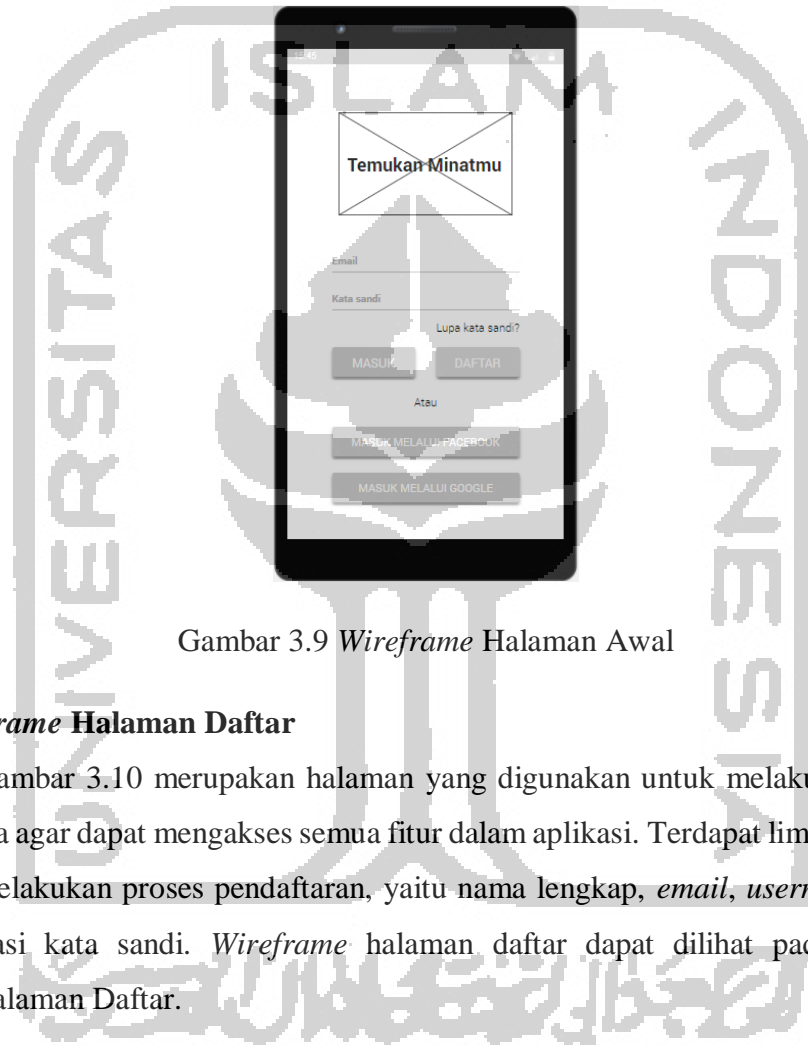 ISLAM
UNIVERSITAS
INDONESIA
Temukan Minatmu
Email
Kata sandi
Lupa kata sandi?
MASUK
DAFTAR
Atau
MASUK MELALUI FACEBOOK
MASUK MELALUI GOOGLE
Gambar 3.9 Wireframe Halaman Awal
rame Halaman Daftar
ambar 3.10 merupakan halaman yang digunakan untuk melaku
a agar dapat mengakses semua fitur dalam aplikasi. Terdapat lim
elakukan proses pendaftaran, yaitu nama lengkap, email, usern
asi kata sandi. Wireframe halaman daftar dapat dilihat pad
alaman Daftar.